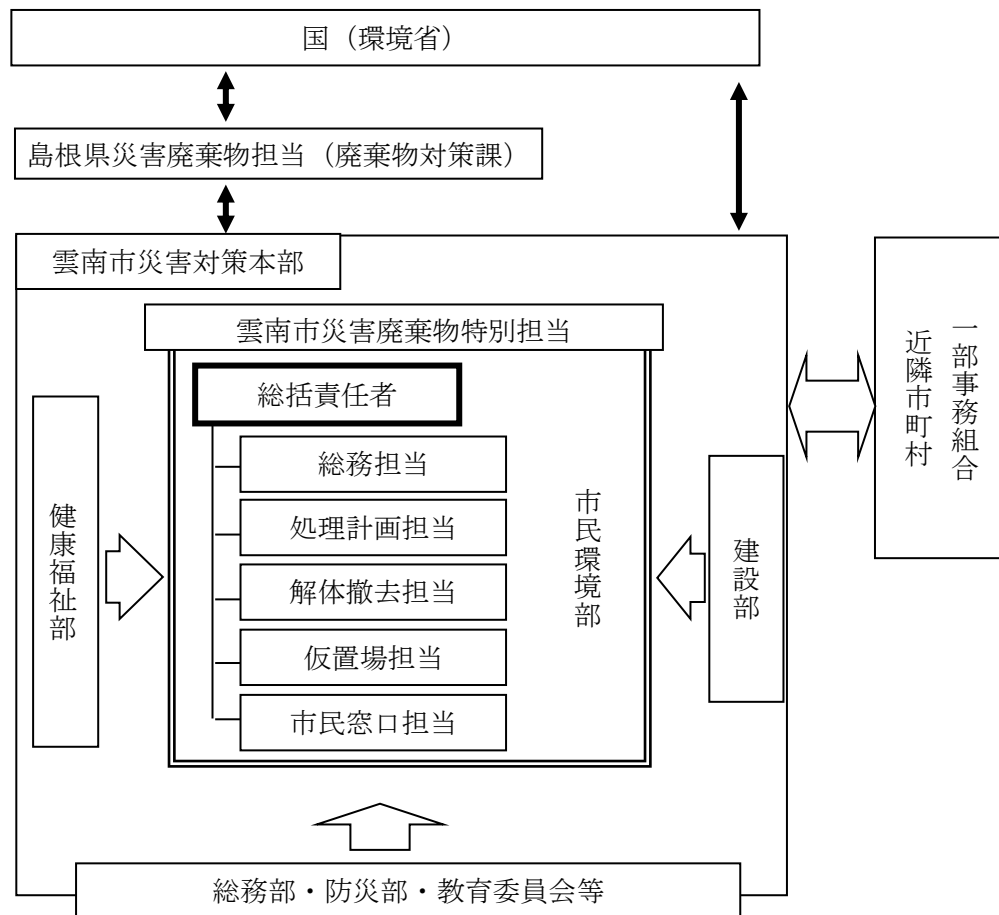 国（環境省）
島根県災害廃棄物担当（廃棄物対策課）
雲南市災害対策本部
雲南市災害廃棄物特別担当
総括責任者
総務担当
処理計画担当
解体撤去担当
仮置場担当
市民窓口担当
市民環境部
健康福祉部
建設部
一部事務組合
近隣市町村
総務部・防災部・教育委員会等